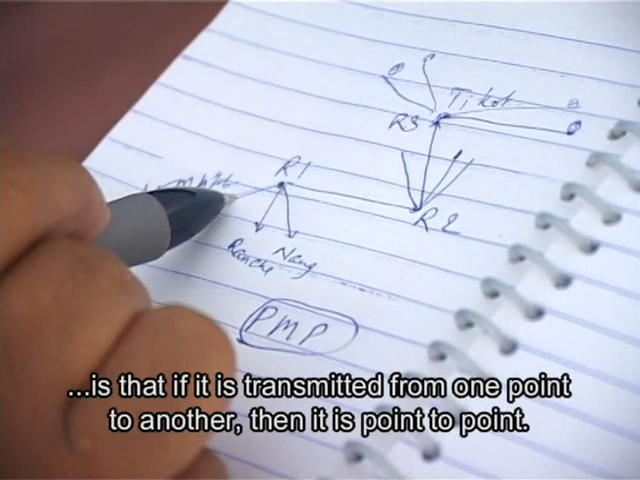 Tikot
R3
R1
R2
Nang
PMP
...is that if it is transmitted from one point
to another, then it is point to point.